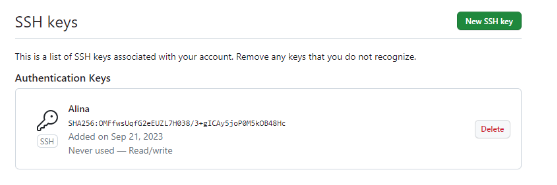 SSH keys
New SSH key
This is a list of SSH keys associated with your account. Remove any keys that you do not recognize.
Authentication Keys
Alina
SHA256:OMFfwsUqfG2eEUZL7H038/3+gICAy5joP0M5kOB48Hc
SSH
Added on Sep 21, 2023
Never used — Read/write
Delete